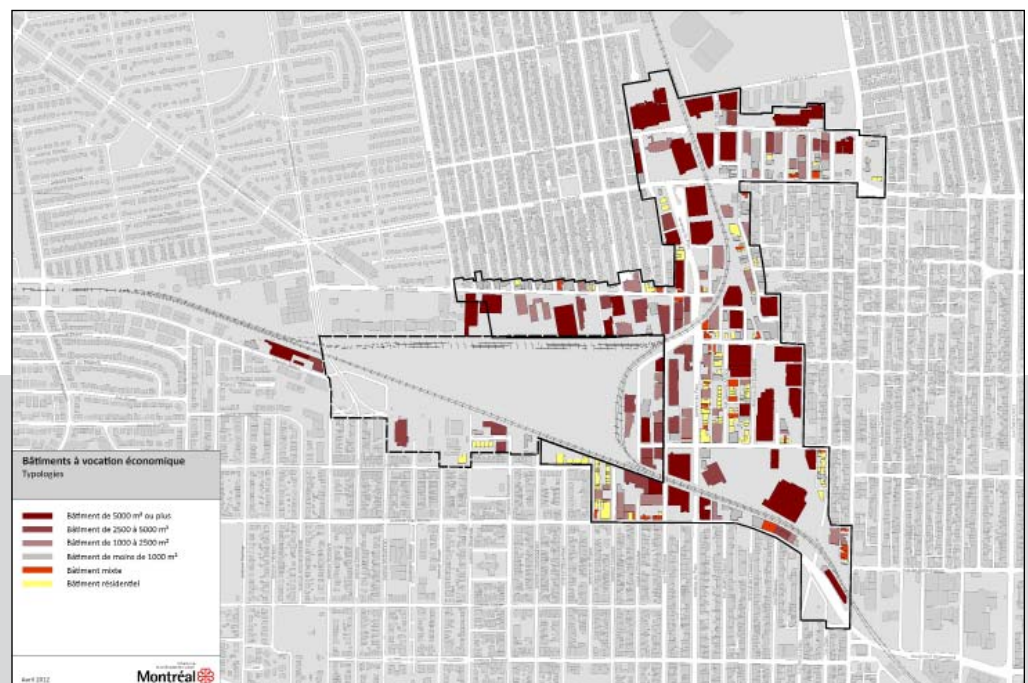 Bâtiments à vocation économique
Typologies
Bâtiment de 5000 m² ou plus
Bâtiment de 2500 à 5000 m²
Bâtiment de 1000 à 2500 m²
Bâtiment de moins de 1000 m²
Bâtiment mixte
Bâtiment résidentiel
Avril 2012
Montréal